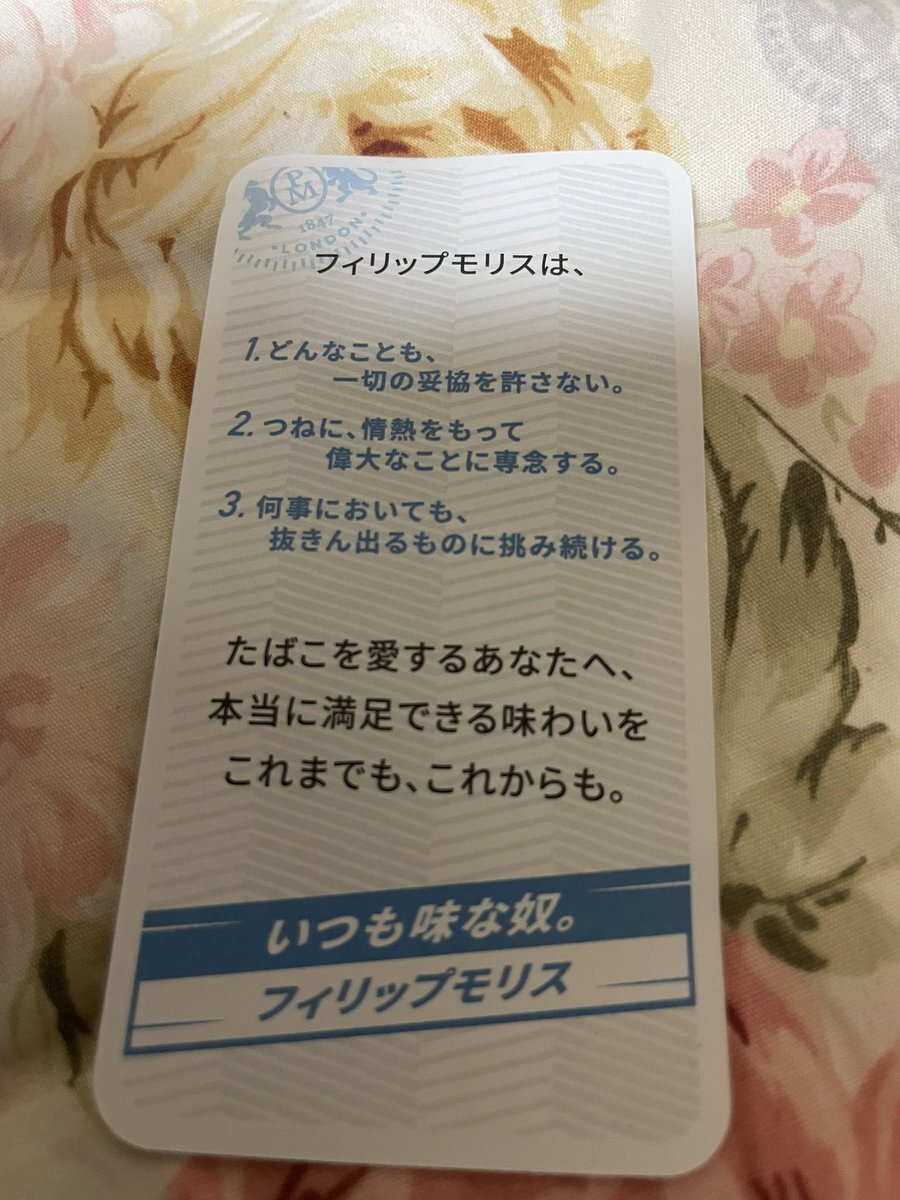 PM
1847
LONDON
フィリップモリスは、
1. どんなことも、
一切の妥協を許さない。
2. つねに、情熱をもって
偉大なことに専念する。
3. 何事においても、
抜きん出るものに挑み続ける。
たばこを愛するあなたへ、
本当に満足できる味わいを
これまでも、これからも。
いつも味な奴。
フィリップモリス